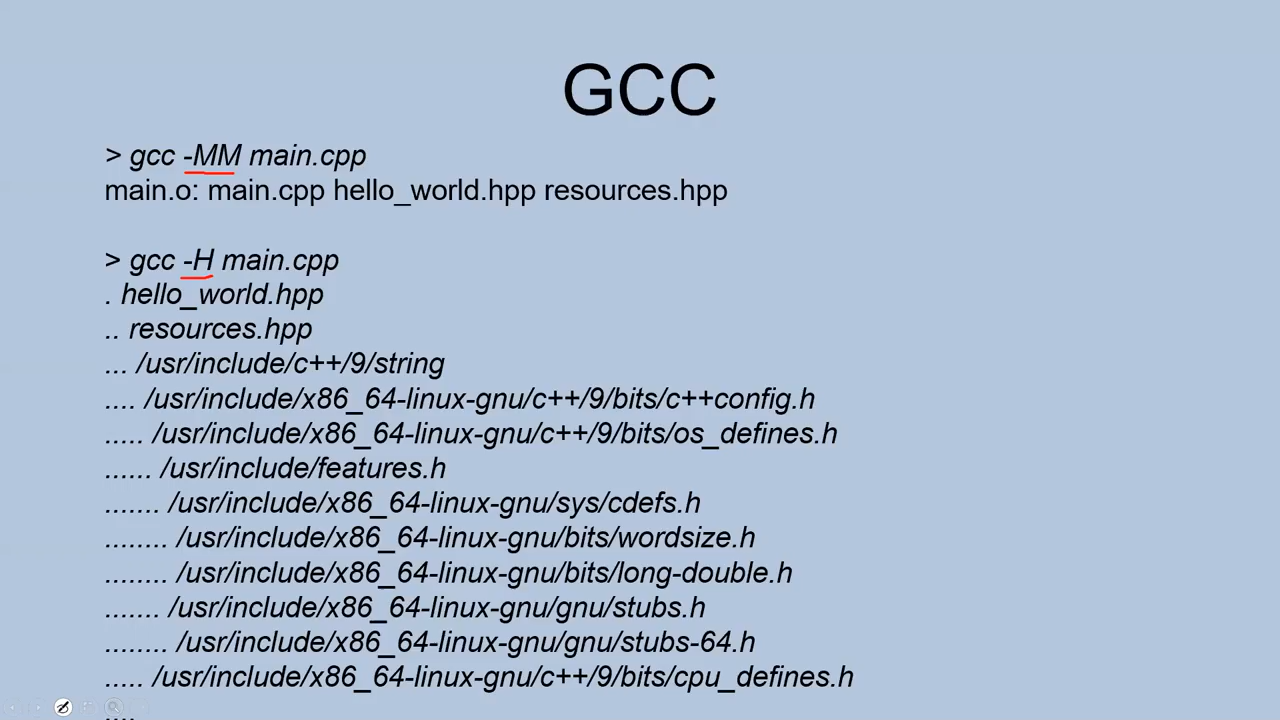 GCC
> gcc -MM main.cpp
main.o: main.cpp hello_world.hpp resources.hpp
> gcc -H main.cpp
. hello_world.hpp
.. resources.hpp
... /usr/include/c++/9/string
.... /usr/include/x86_64-linux-gnu/c++/9/bits/c++config.h
..... /usr/include/x86_64-linux-gnu/c++/9/bits/os_defines.h
...... /usr/include/features.h
....... /usr/include/x86_64-linux-gnu/sys/cdefs.h
........ /usr/include/x86_64-linux-gnu/bits/wordsize.h
........ /usr/include/x86_64-linux-gnu/bits/long-double.h
....... /usr/include/x86_64-linux-gnu/gnu/stubs.h
........ /usr/include/x86_64-linux-gnu/gnu/stubs-64.h
..... /usr/include/x86_64-linux-gnu/c++/9/bits/cpu_defines.h
....